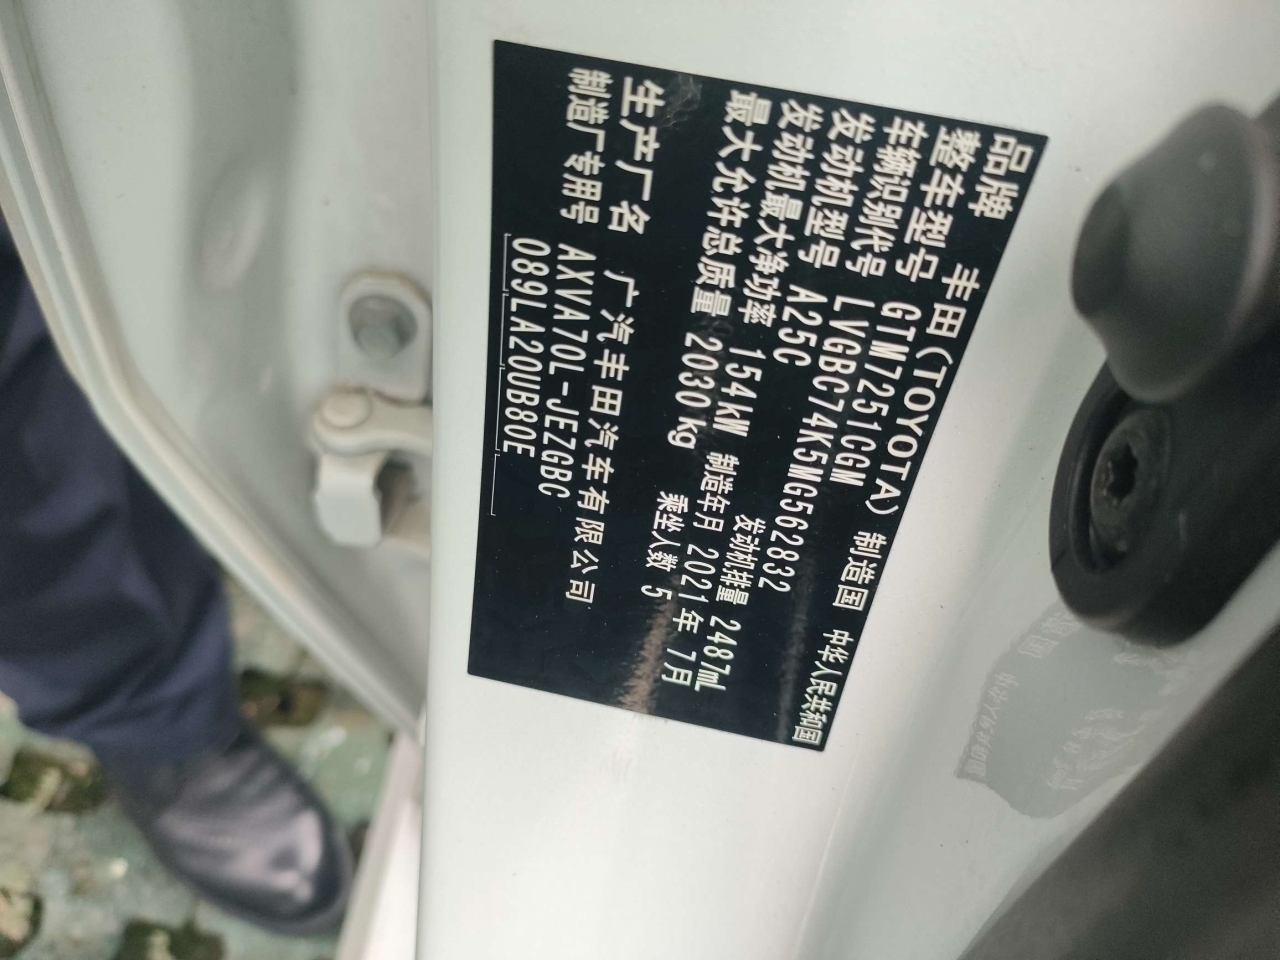 品牌 丰田(TOYOTA) 制造国 中华人民共和国
整车型号 GTM7251CGM
车辆识别代号 LVGBC74K5MG562832
发动机型号 A25C 发动机排量 2487mL
发动机最大净功率 154kW 制造年月 2021年 7月
最大允许总质量 2030kg 乘坐人数 5
生产厂名 广汽丰田汽车有限公司
制造厂专用号 AXVA70L-JEZGBC
089LA20UB80E